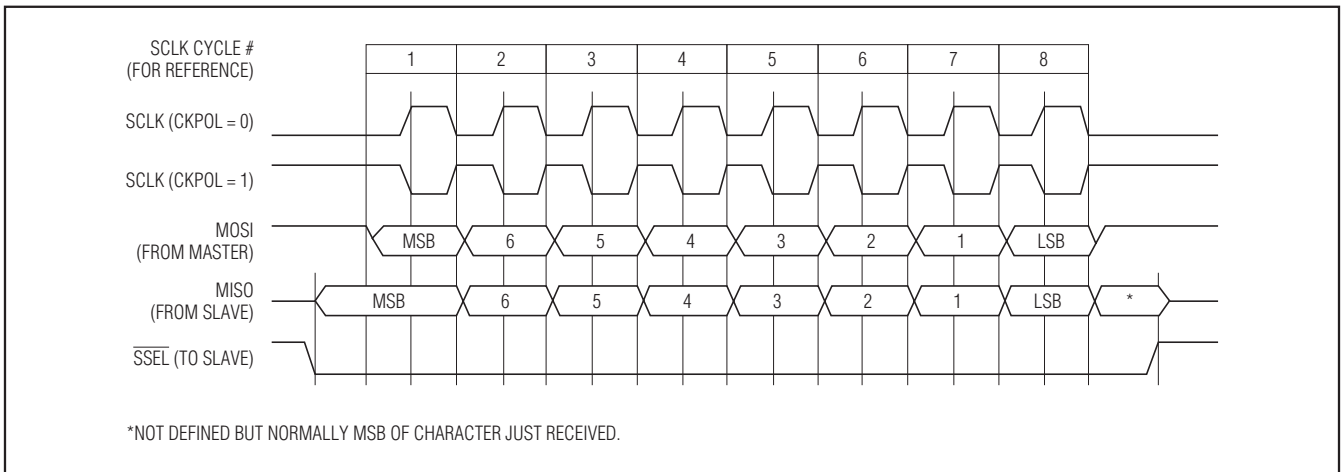 SCLK CYCLE #
(FOR REFERENCE)
1 2 3 4 5 6 7 8
SCLK (CKPOL = 0)
SCLK (CKPOL = 1)
MOSI
(FROM MASTER)
MSB 6 5 4 3 2 1 LSB
MISO
(FROM SLAVE)
MSB 6 5 4 3 2 1 LSB *
SSEL (TO SLAVE)
*NOT DEFINED BUT NORMALLY MSB OF CHARACTER JUST RECEIVED.